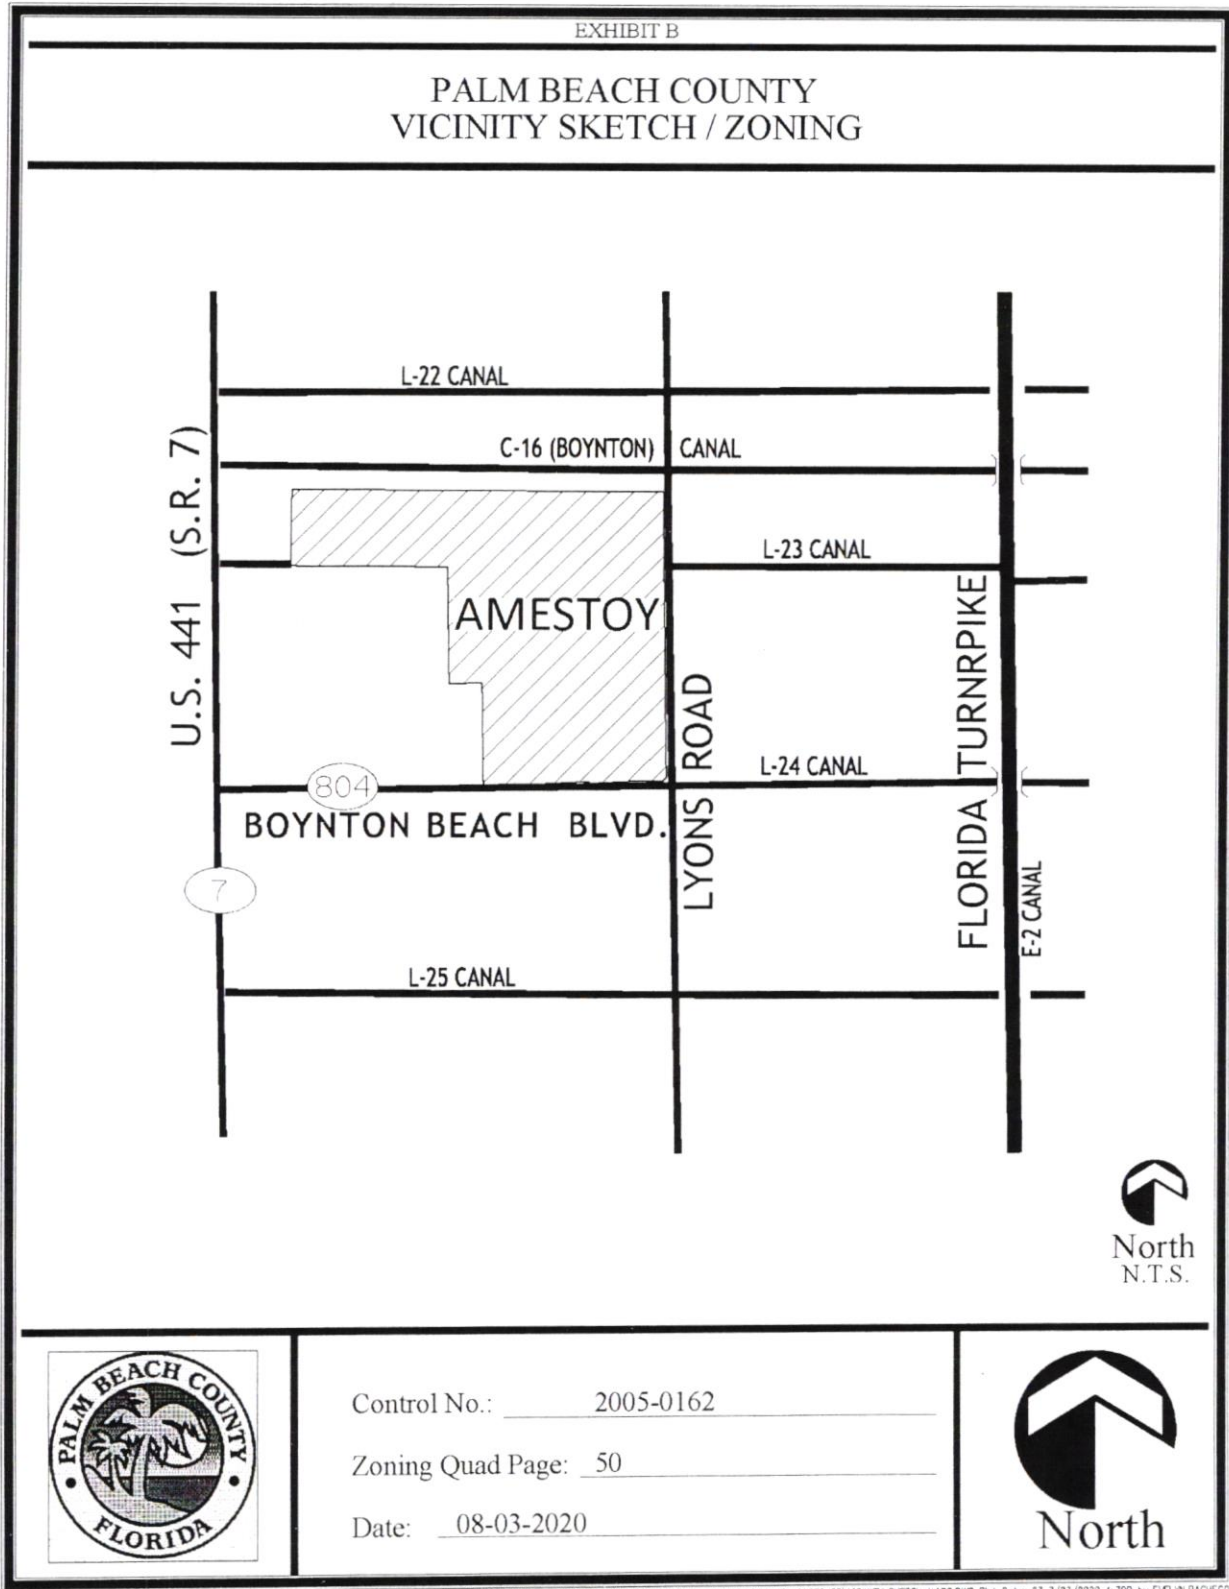 EXHIBIT B
PALM BEACH COUNTY
VICINITY SKETCH / ZONING
L-22 CANAL
C-16 (BOYNTON) CANAL
U.S. 441 (S.R. 7)
L-23 CANAL
AMESTOY
FLORIDA TURNRPIKE
LYONS ROAD
L-24 CANAL
804
BOYNTON BEACH BLVD.
7
E-2 CANAL
L-25 CANAL
North
N.T.S.
PALM BEACH COUNTY
FLORIDA
Control No.: 2005-0162
Zoning Quad Page: 50
Date: 08-03-2020
North